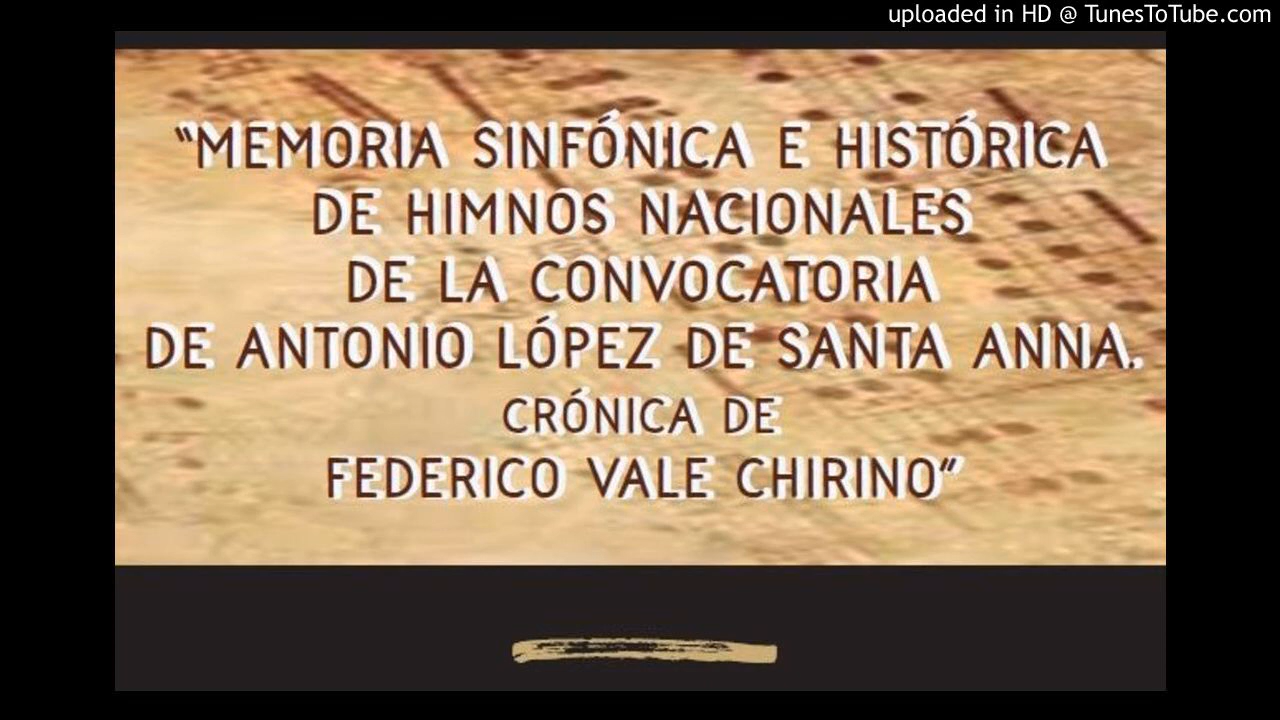 uploaded in HD @ TunesToTube.com
“MEMORIA SINFÓNICA E HISTÓRICA
DE HIMNOS NACIONALES
DE LA CONVOCATORIA
DE ANTONIO LÓPEZ DE SANTA ANNA.
CRÓNICA DE
FEDERICO VALE CHIRINO”